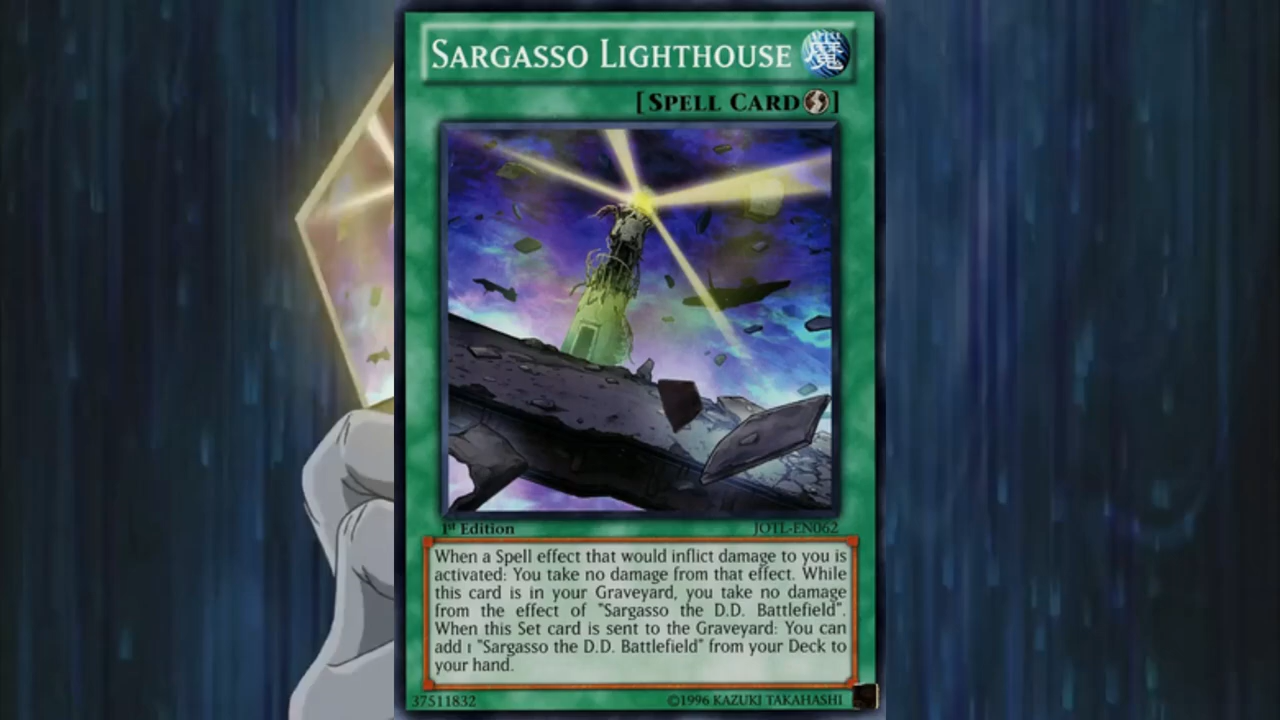 SARGASSO LIGHTHOUSE 魔
[SPELL CARD]
1st Edition
JOTL-EN062
When a Spell effect that would inflict damage to you is
activated: You take no damage from that effect. While
this card is in your Graveyard, you take no damage
from the effect of "Sargasso the D.D. Battlefield".
When this Set card is sent to the Graveyard: You can
add 1 "Sargasso the D.D. Battlefield" from your Deck to
your hand.
37511832
©1996 KAZUKI TAKAHASHI